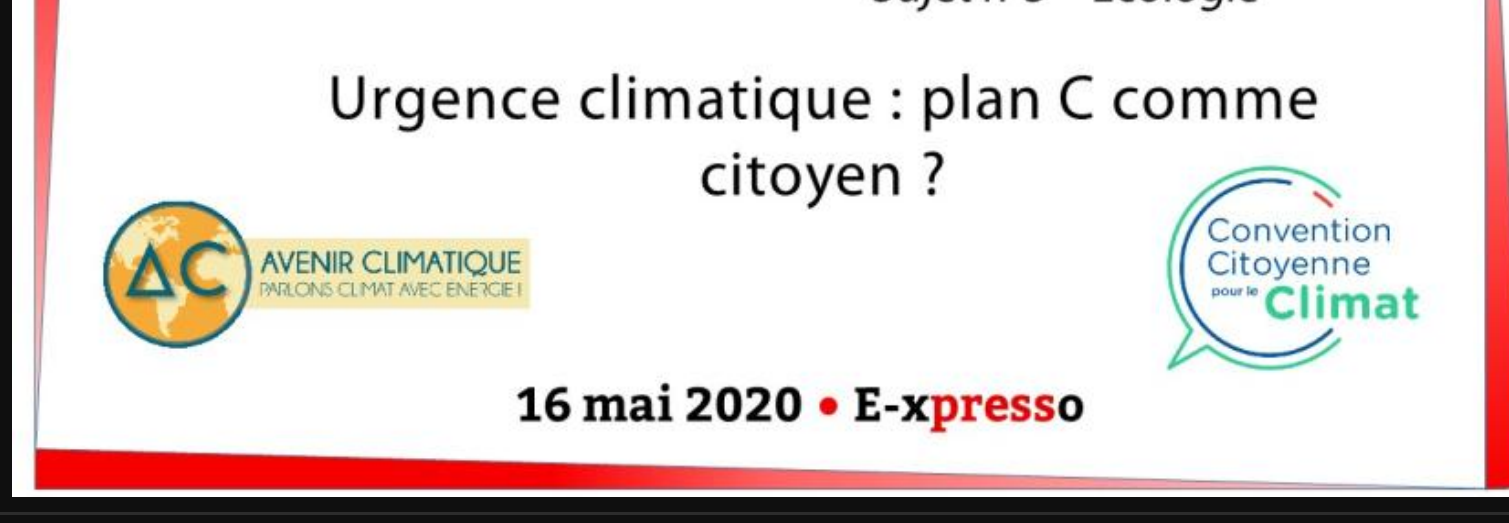 Urgence climatique : plan C comme
citoyen ?
AC
AVENIR CLIMATIQUE
PARLONS CLIMAT AVEC ENERGIE !
Convention
Citoyenne
pour le Climat
16 mai 2020 • E-xpresso